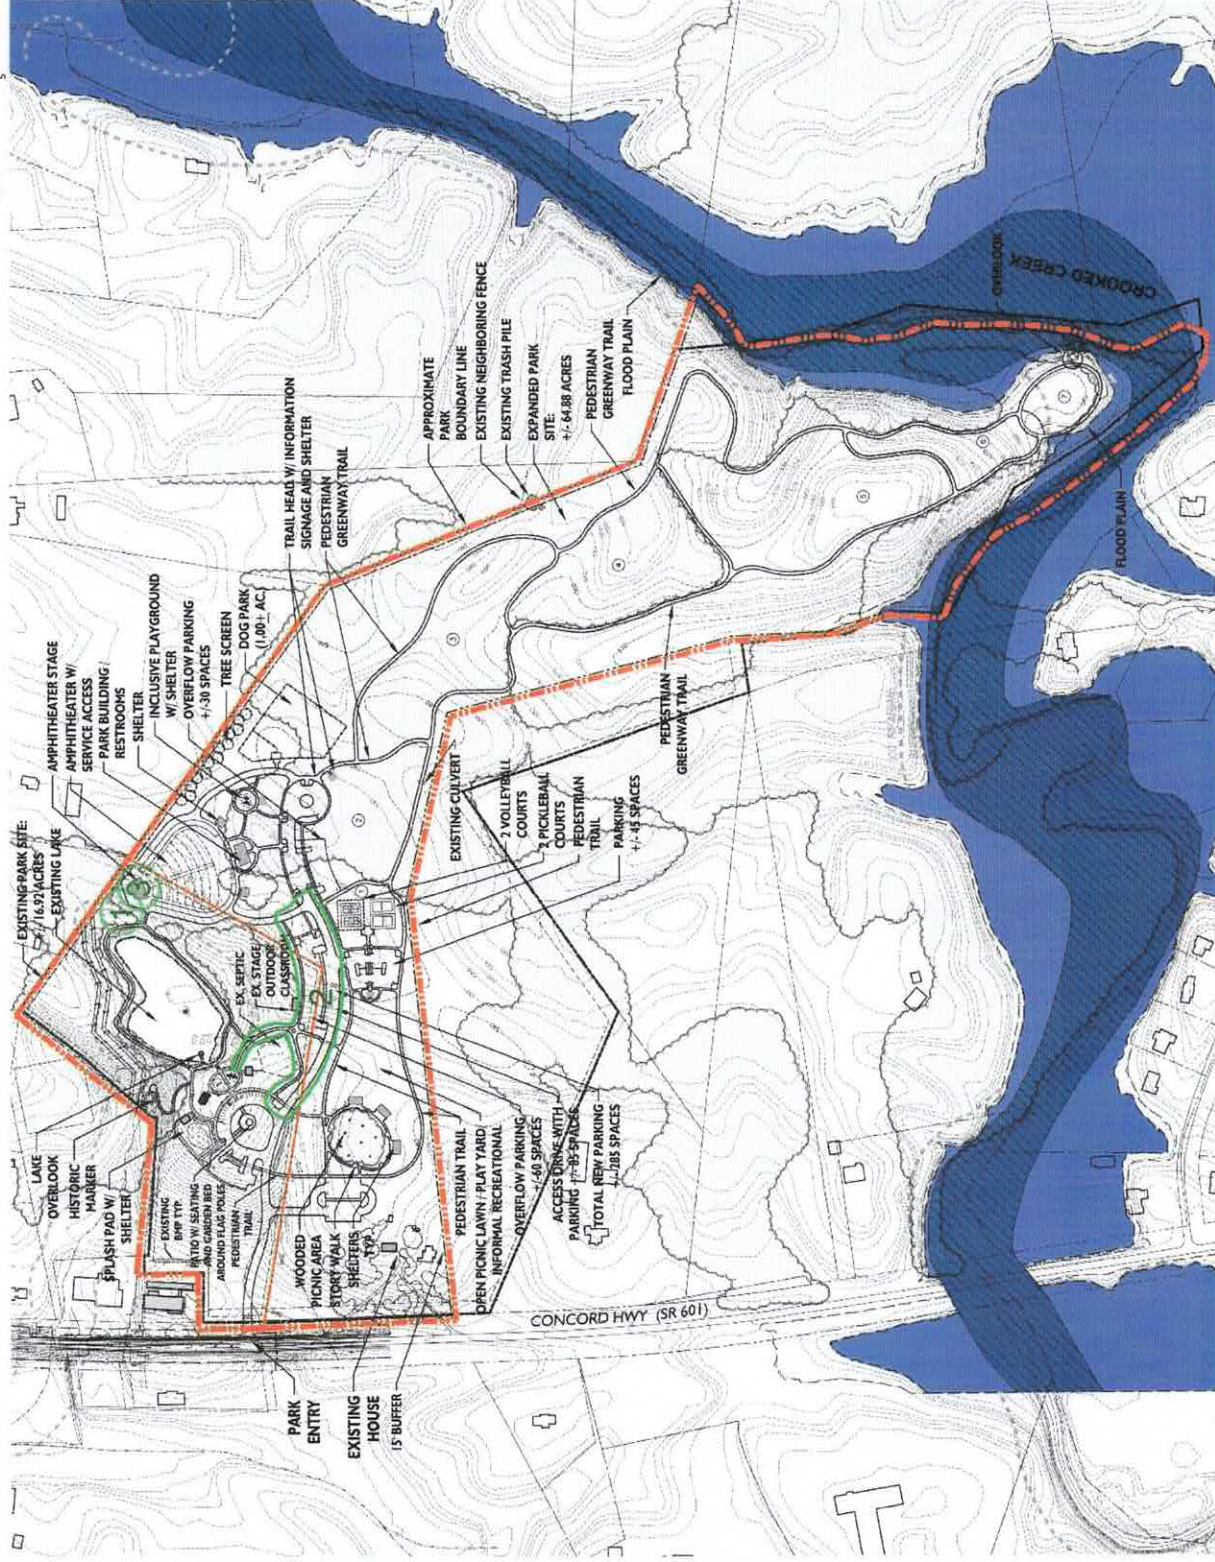 EXISTING PARK SITE:
+/- 16.92 ACRES
EXISTING LAKE
AMPHITHEATER STAGE
AMPHITHEATER W/
SERVICE ACCESS
PARK BUILDING/
RESTROOMS
SHELTER
INCLUSIVE PLAYGROUND
W/ SHELTER
OVERFLOW PARKING
+/-30 SPACES
TREE SCREEN
DOG PARK
(1.00+ AC.)
TRAIL HEAD W/ INFORMATION
SIGNAGE AND SHELTER
PEDESTRIAN
GREENWAY TRAIL
APPROXIMATE
PARK
BOUNDARY LINE
EXISTING NEIGHBORING FENCE
EXISTING TRASH PILE
EXPANDED PARK
SITE:
+/- 64.88 ACRES
PEDESTRIAN
GREENWAY TRAIL
FLOOD PLAIN
OVERLOOK
CROOKED CREEK
FLOOD PLAIN
LAKE
OVERLOOK
HISTORIC
MARKER
SPLASH PAD W/
SHELTER
EXISTING
BMP TYP.
PATIO W/ SEATING
AND GARDEN BED
AROUND FLAG POLES
PEDESTRIAN
TRAIL
WOODED
PICNIC AREA
STORY WALK
SHELTERS
TYP.
EX. SEPTIC
EX. STAGE/
OUTDOOR
CLASSROOM
1
2
2
3
4
5
EXISTING CULVERT
2 VOLLEYBALL
COURTS
2 PICKLEBALL
COURTS
PEDESTRIAN
TRAIL
PARKING
+/- 45 SPACES
PEDESTRIAN
GREENWAY TRAIL
PEDESTRIAN TRAIL
OPEN PICNIC LAWN / PLAY YARD/
INFORMAL RECREATIONAL
OVERFLOW PARKING
+/-60 SPACES
ACCESS DRIVE WITH
TOTAL NEW PARKING
+/-285 SPACES
CONCORD HWY (SR 601)
PARK
ENTRY
EXISTING
HOUSE
15' BUFFER